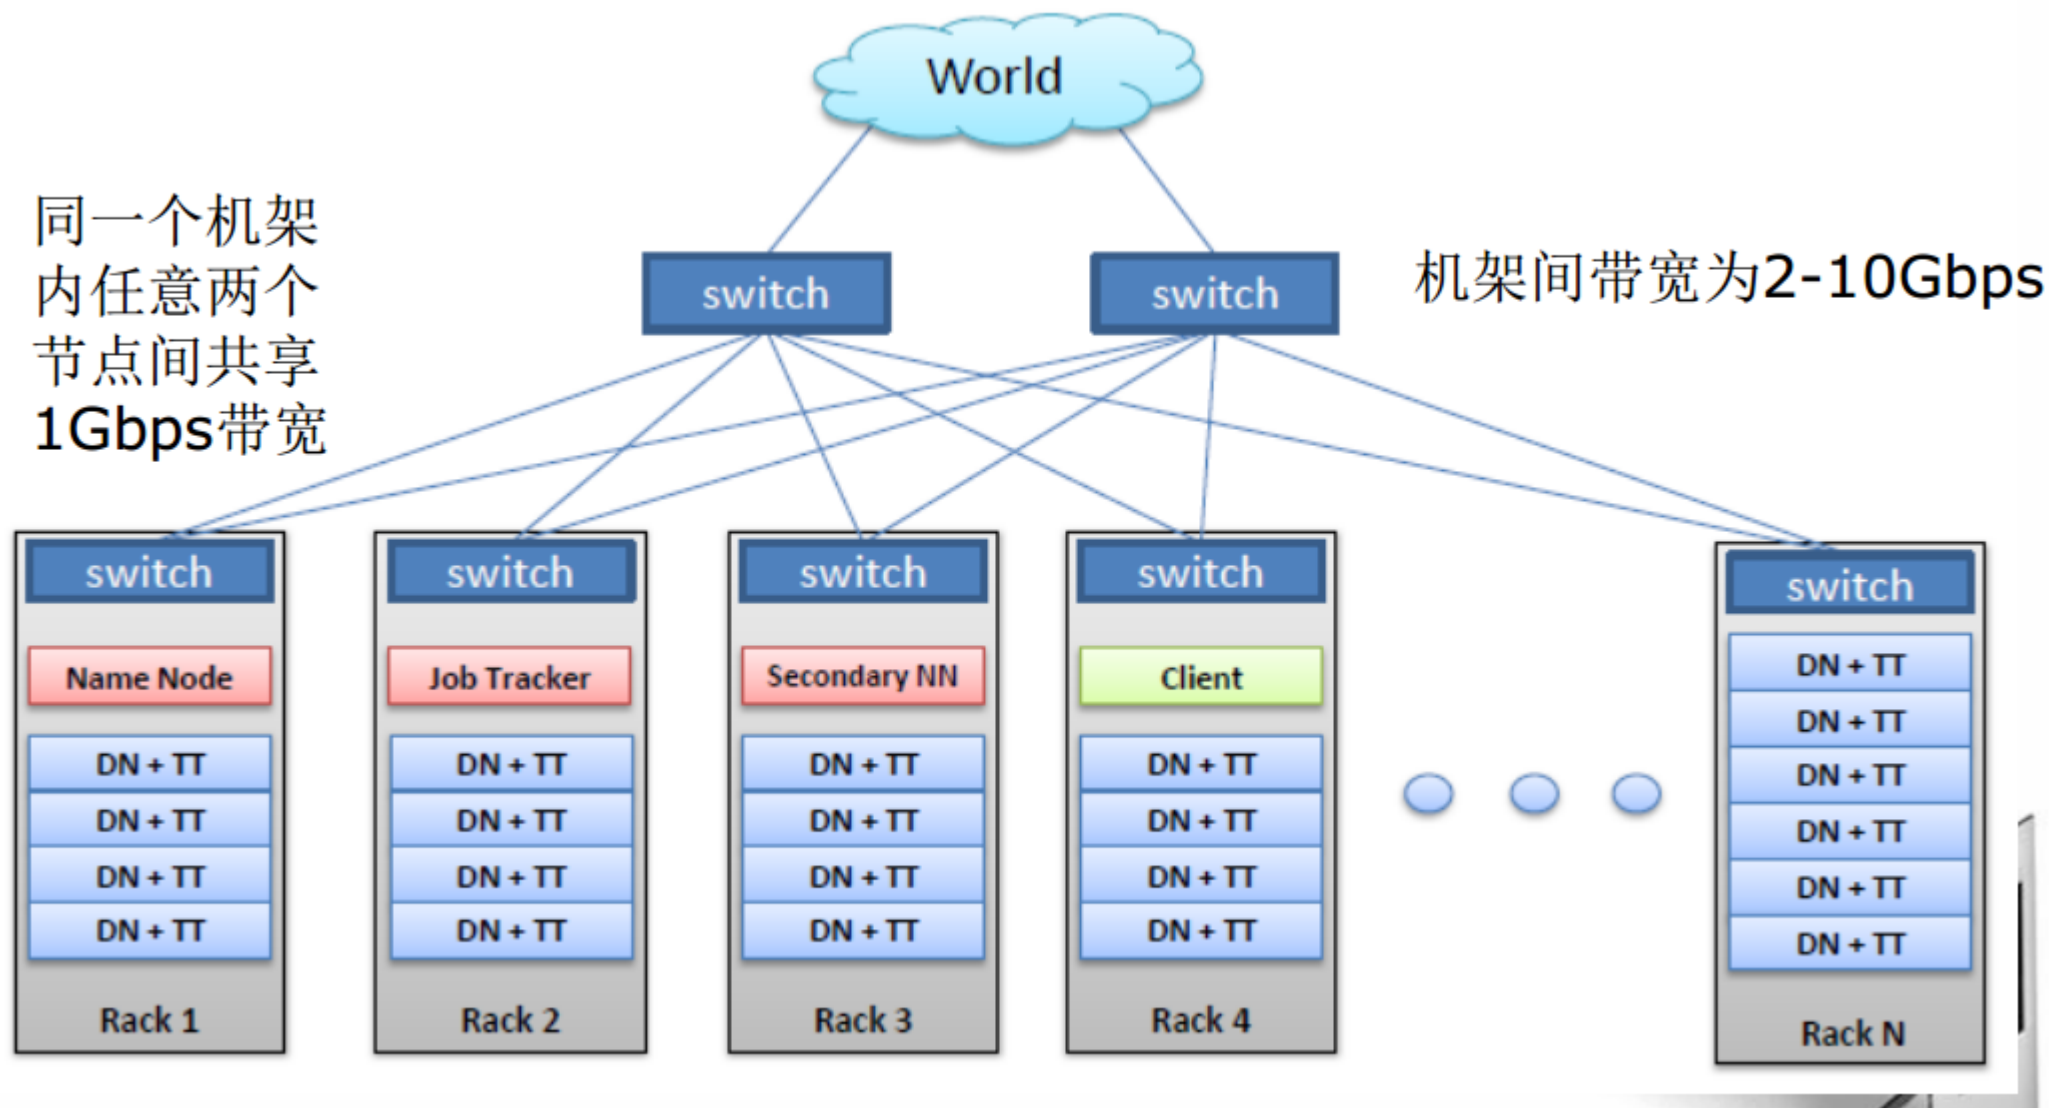 World
同一个机架
内任意两个
节点间共享
1Gbps带宽
switch
switch
机架间带宽为2-10Gbps
switch
Name Node
DN + TT
DN + TT
DN + TT
DN + TT
Rack 1
switch
Job Tracker
DN + TT
DN + TT
DN + TT
DN + TT
Rack 2
switch
Secondary NN
DN + TT
DN + TT
DN + TT
DN + TT
Rack 3
switch
Client
DN + TT
DN + TT
DN + TT
DN + TT
Rack 4
switch
DN + TT
DN + TT
DN + TT
DN + TT
DN + TT
DN + TT
Rack N